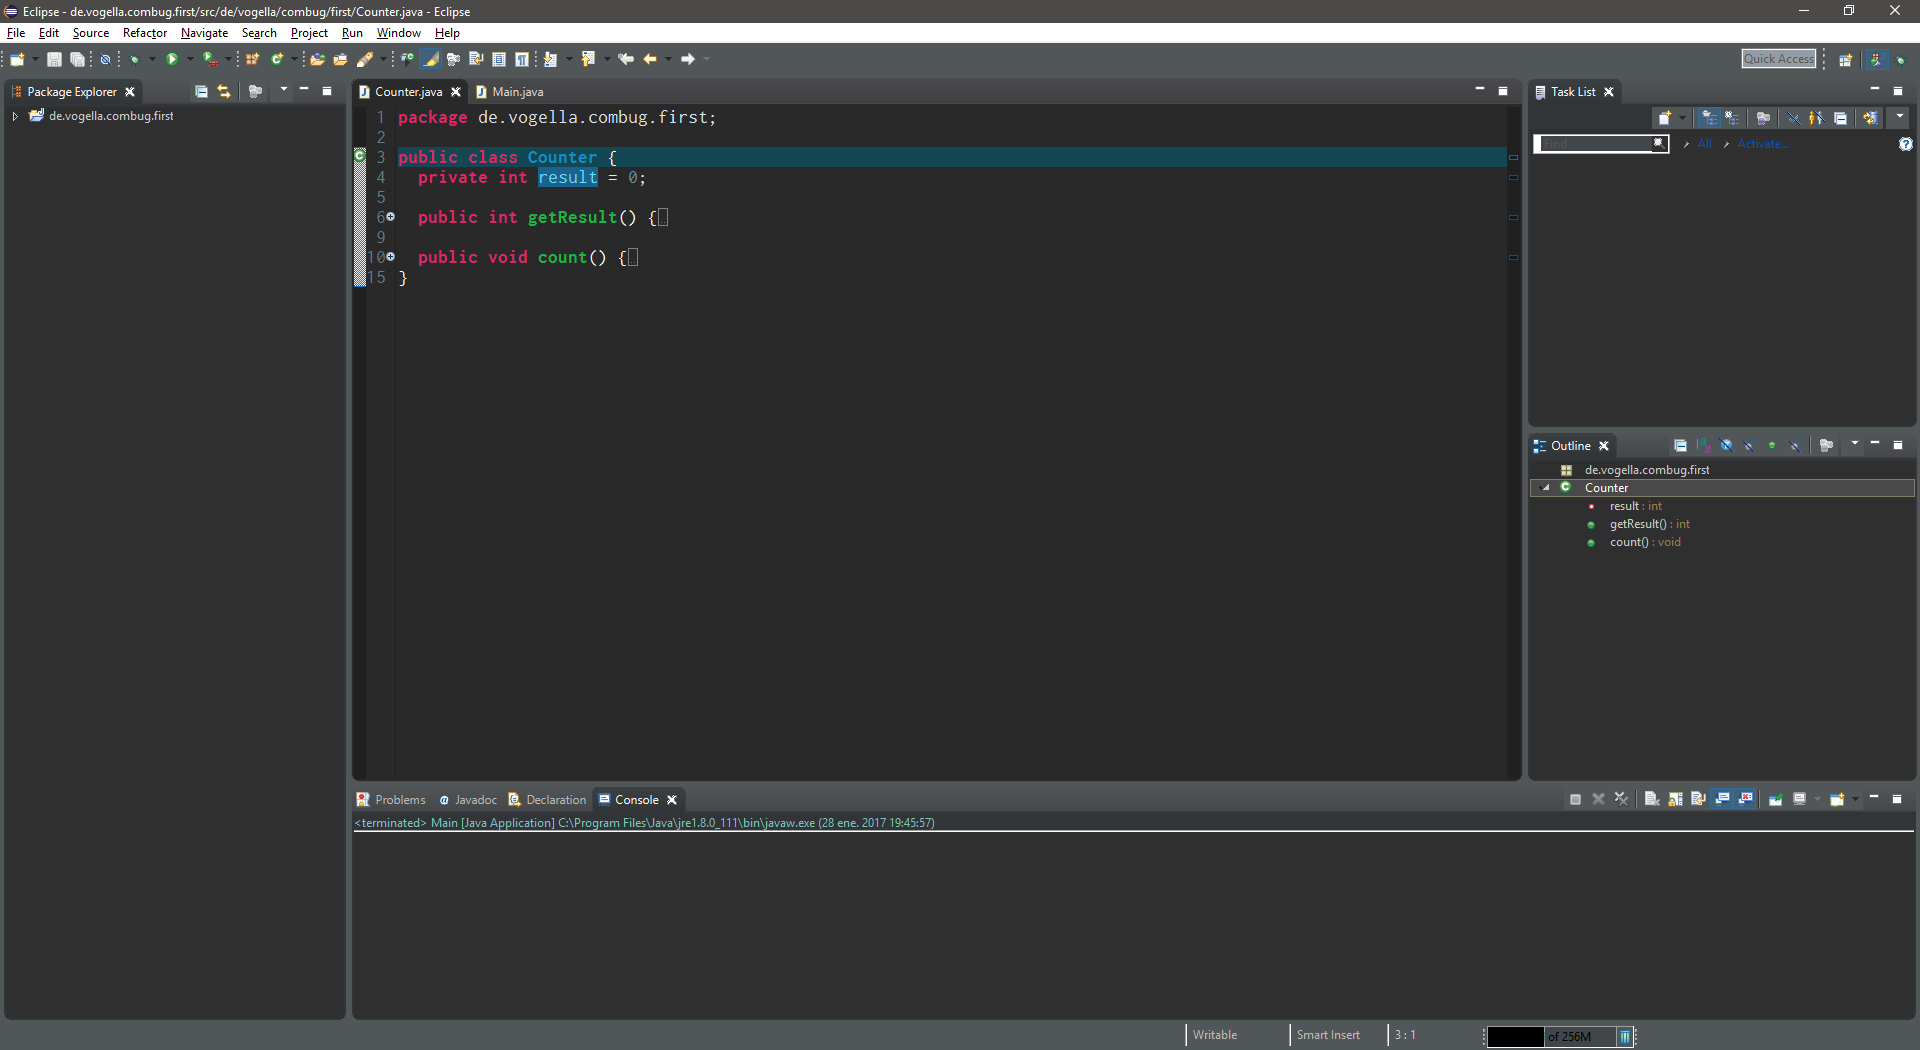 Eclipse - de.vogella.combug.first/src/de/vogella/combug/first/Counter.java - Eclipse
File Edit Source Refactor Navigate Search Project Run Window Help
Quick Access
Package Explorer
de.vogella.combug.first
Counter.java Main.java
1 package de.vogella.combug.first;
2
3 public class Counter {
4 private int result = 0;
5
6 public int getResult() {
9
10 public void count() {
15 }
Task List
Find All Activate...
Outline
de.vogella.combug.first
Counter
result : int
getResult() : int
count() : void
Problems Javadoc Declaration Console
<terminated> Main [Java Application] C:\Program Files\Java\jre1.8.0_111\bin\javaw.exe (28 ene. 2017 19:45:57)
Writable Smart Insert 3 : 1 of 256M